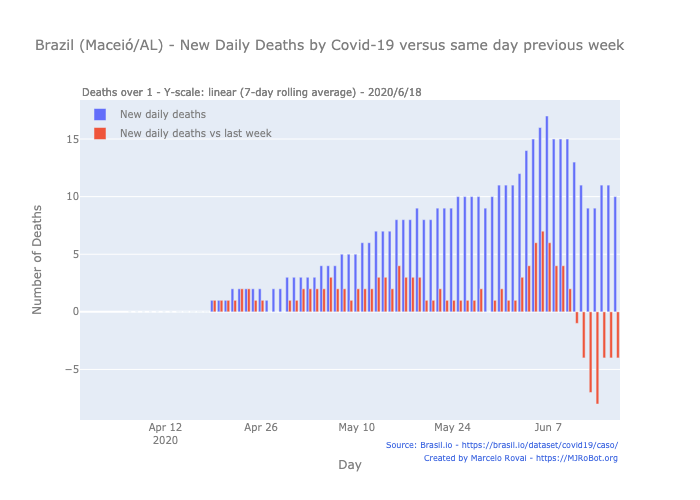 Brazil (Maceió/AL) - New Daily Deaths by Covid-19 versus same day previous week
Deaths over 1 - Y-scale: linear (7-day rolling average) - 2020/6/18
New daily deaths
New daily deaths vs last week
Number of Deaths
15
10
5
0
−5
Apr 12
2020
Apr 26
May 10
May 24
Jun 7
Day
Source: Brasil.io - https://brasil.io/dataset/covid19/caso/
Created by Marcelo Rovai - https://MJRoBot.org